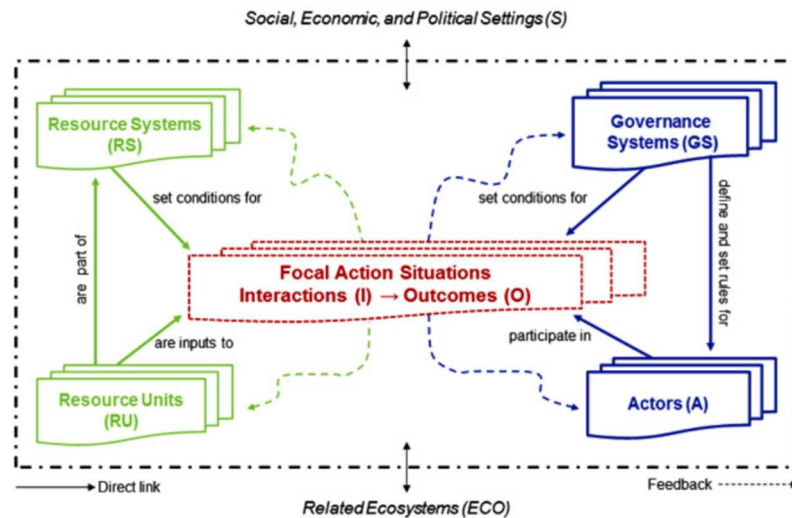 Social, Economic, and Political Settings (S)
Resource Systems
(RS)
Governance
Systems (GS)
set conditions for
set conditions for
are part of
define and set rules for
Focal Action Situations
Interactions (I) → Outcomes (O)
are inputs to
participate in
Resource Units
(RU)
Actors (A)
Direct link
Feedback
Related Ecosystems (ECO)